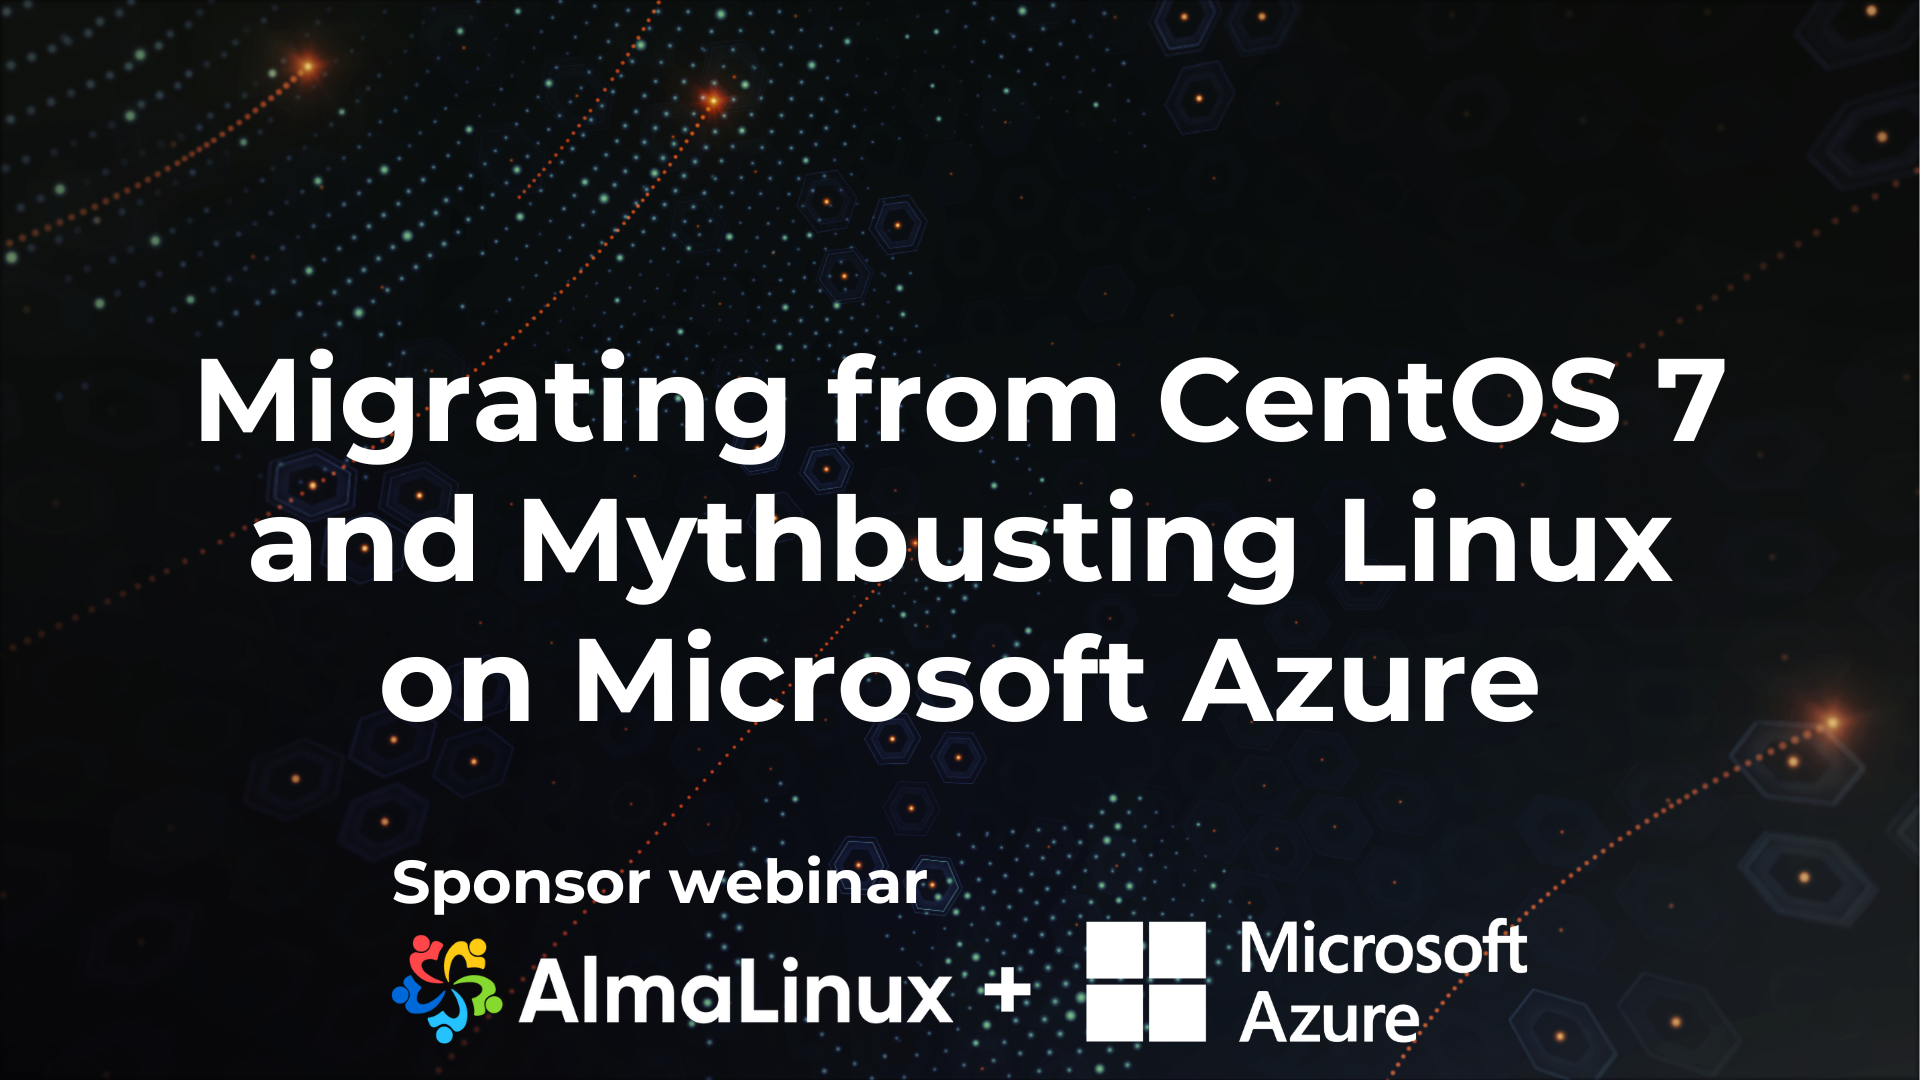 Migrating from CentOS 7
and Mythbusting Linux
on Microsoft Azure
Sponsor webinar
AlmaLinux + Microsoft
Azure